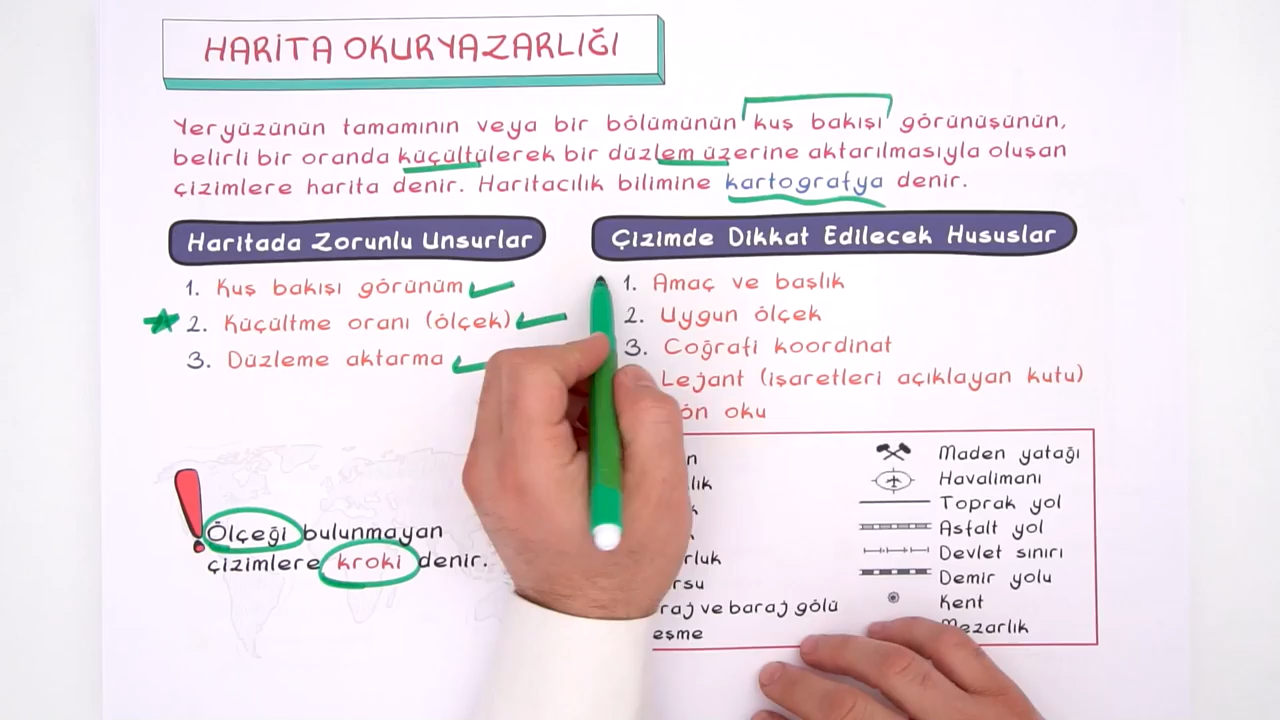 HARİTA OKURYAZARLIĞI
Yeryüzünün tamamının veya bir bölümünün kuş bakışı görünüşünün,
belirli bir oranda küçültülerek bir düzlem üzerine aktarılmasıyla oluşan
çizimlere harita denir. Haritacılık bilimine kartografya denir.
Haritada Zorunlu Unsurlar
1. Kuş bakışı görünüm
2. Küçültme oranı (ölçek)
3. Düzleme aktarma
Ölçeği bulunmayan
çizimlere kroki denir.
Çizimde Dikkat Edilecek Hususlar
1. Amaç ve başlık
2. Uygun ölçek
3. Coğrafi koordinat
Lejant (işaretleri açıklayan kutu)
oku
ve baraj gölü
Maden yatağı
Havalimanı
Toprak yol
Asfalt yol
Devlet sınırı
Demir yolu
Kent
Mezarlık